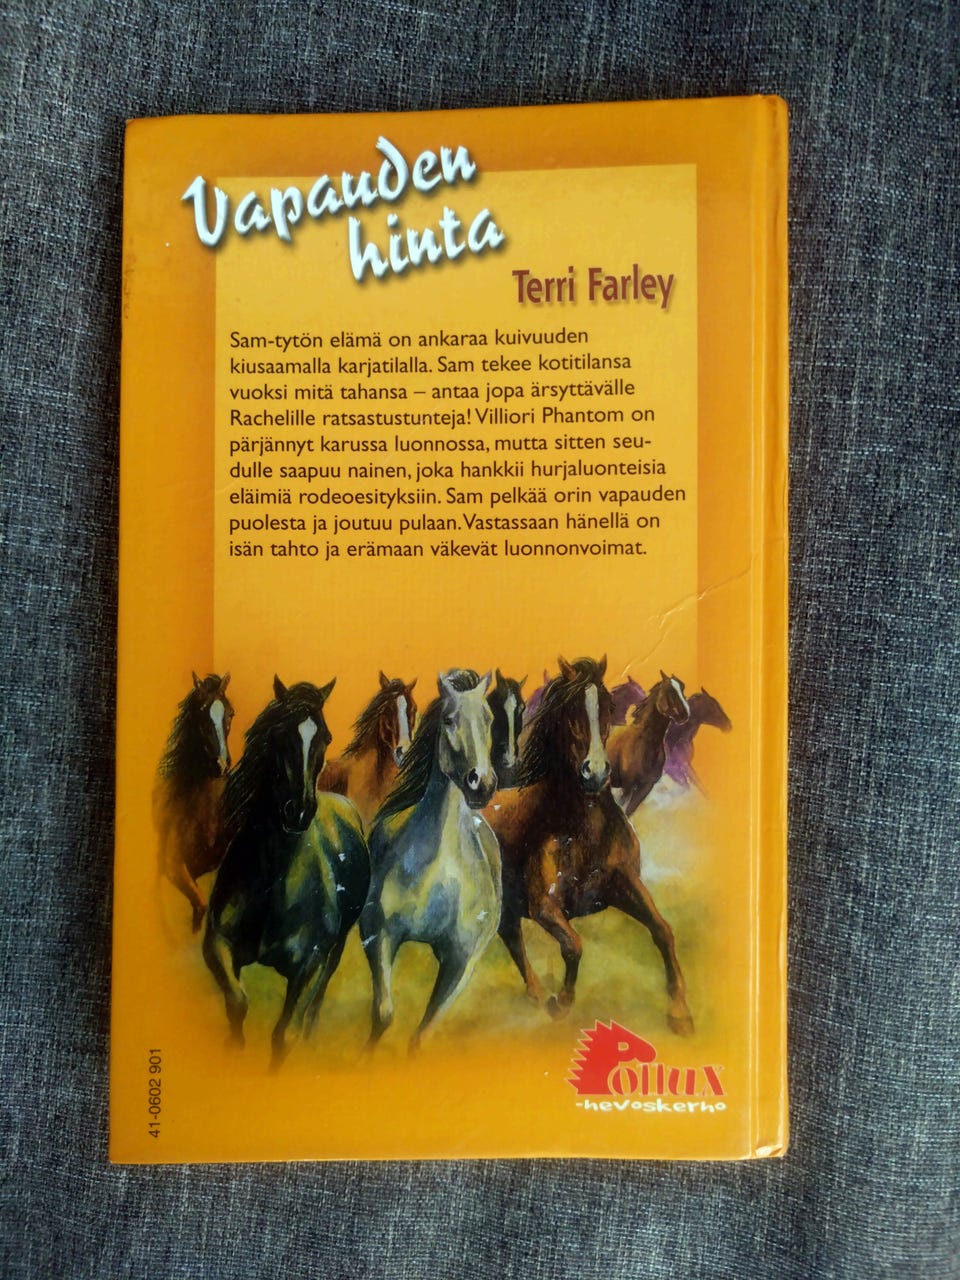 Vapauden
hinta
Terri Farley
Sam-tytön elämä on ankaraa kuivuuden
kiusaamalla karjatilalla. Sam tekee kotitilansa
vuoksi mitä tahansa – antaa jopa ärsyttävälle
Rachelille ratsastustunteja! Villiori Phantom on
pärjännyt karussa luonnossa, mutta sitten seu-
dulle saapuu nainen, joka hankkii hurjaluonteisia
eläimiä rodeoesityksiin. Sam pelkää orin vapauden
puolesta ja joutuu pulaan. Vastassaan hänellä on
isän tahto ja erämaan väkevät luonnonvoimat.
Pollux
-hevoskerho
41-0602 901